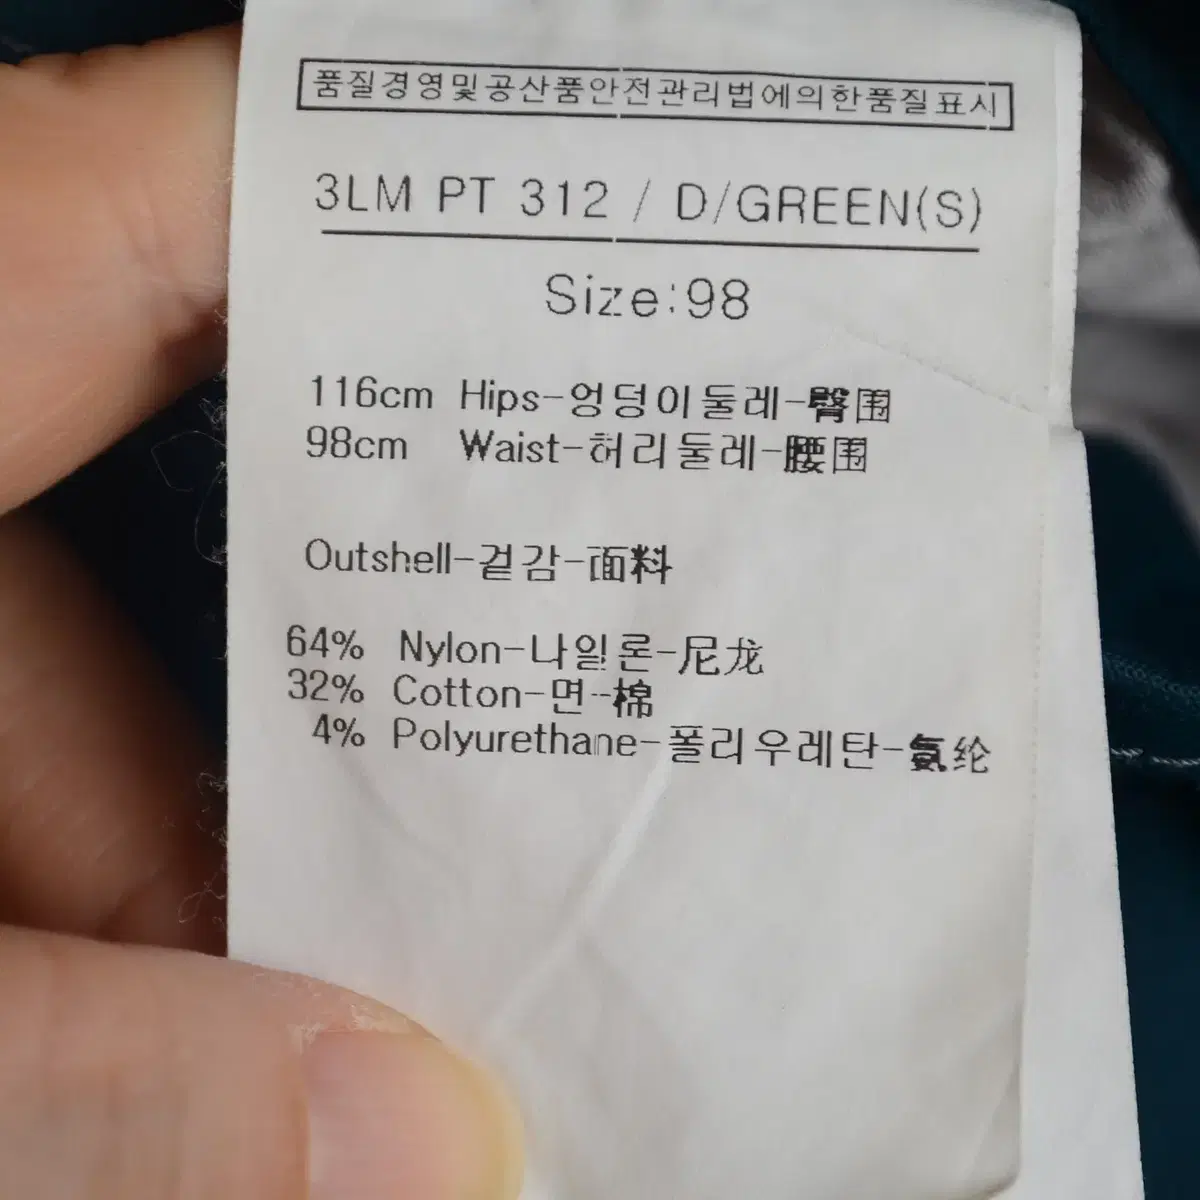 품질경영및공산품안전관리법에의한품질표시
3LM PT 312 / D/GREEN(S)
Size:98
116cm Hips-엉덩이둘레-臀围
98cm Waist-허리둘레-腰围
Outshell-겉감-面料
64% Nylon-나일론-尼龙
32% Cotton-면-棉
4% Polyurethane-폴리우레탄-氨纶